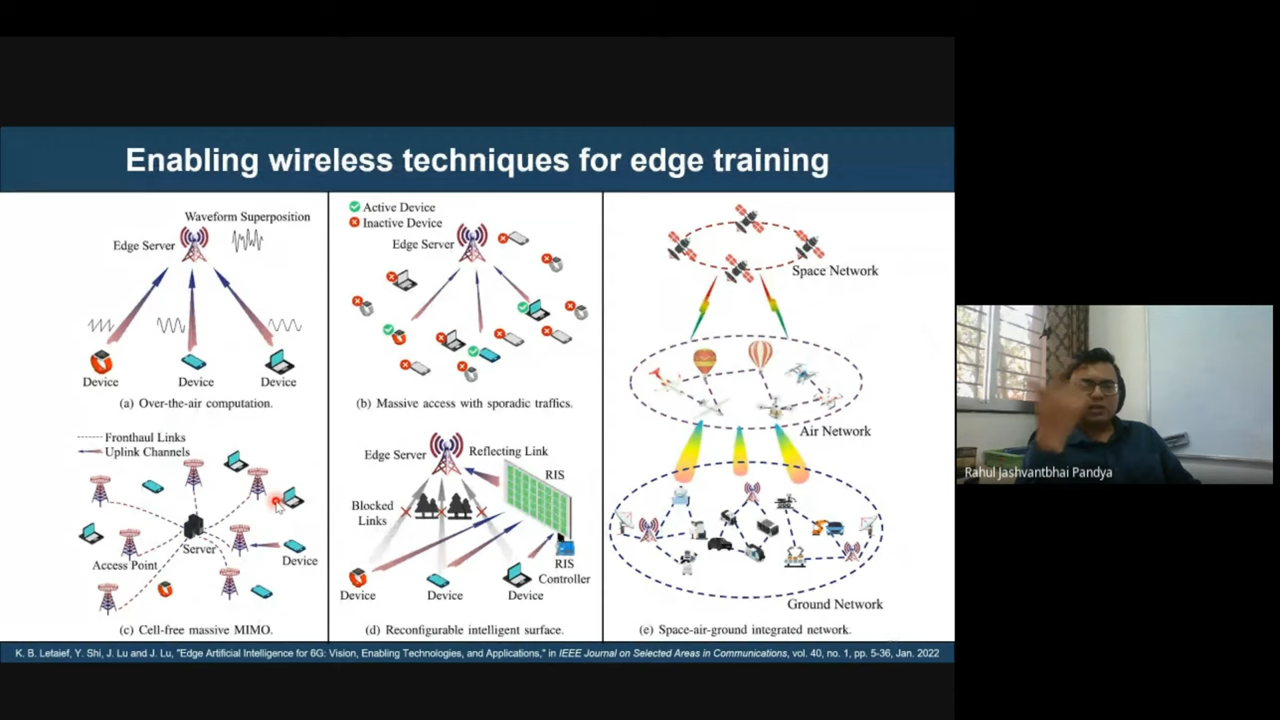 Enabling wireless techniques for edge training
Waveform Superposition
Edge Server
Device
Device
Device
(a) Over-the-air computation.
Active Device
Inactive Device
Edge Server
(b) Massive access with sporadic traffics.
Fronthaul Links
Uplink Channels
Server
Access Point
Device
(c) Cell-free massive MIMO.
Edge Server
Reflecting Link
RIS
Blocked
Links
RIS
Controller
Device
Device
Device
(d) Reconfigurable intelligent surface.
Space Network
Air Network
Ground Network
(e) Space-air-ground integrated network.
K. B. Letaief, Y. Shi, J. Lu and J. Lu, "Edge Artificial Intelligence for 6G: Vision, Enabling Technologies, and Applications," in IEEE Journal on Selected Areas in Communications, vol. 40, no. 1, pp. 5-36, Jan. 2022
Rahul Jashvantbhai Pandya